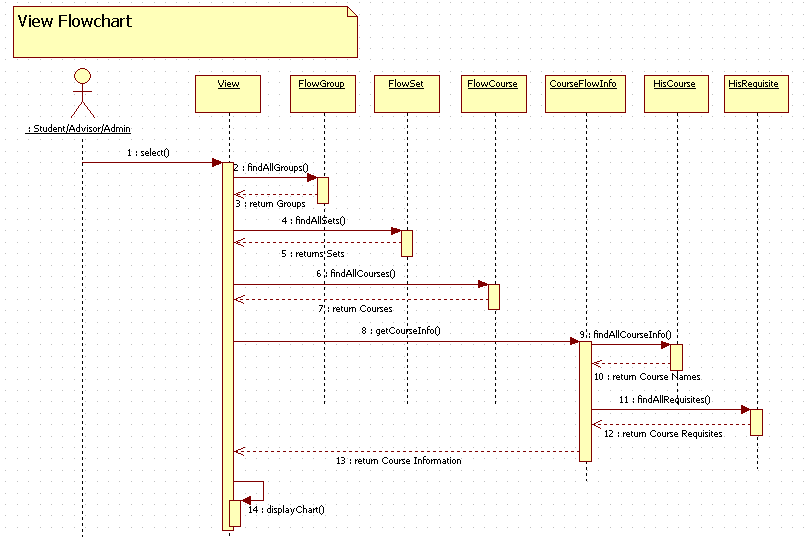 View Flowchart
View
FlowGroup
FlowSet
FlowCourse
CourseFlowInfo
HisCourse
HisRequisite
: Student/Advisor/Admin
1 : select()
2 : findAllGroups()
3 : return Groups
4 : findAllSets()
5 : returns Sets
6 : findAllCourses()
7 : return Courses
8 : getCourseInfo()
9 : findAllCourseInfo()
10 : return Course Names
11 : findAllRequisites()
12 : return Course Requisites
13 : return Course Information
14 : displayChart()